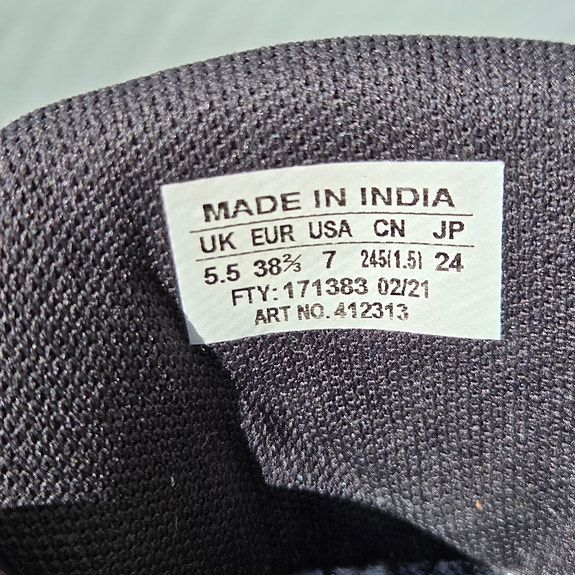 MADE IN INDIA
UK EUR USA CN JP
5.5 38⅔ 7 245(1.5) 24
FTY: 171383 02/21
ART NO. 412313